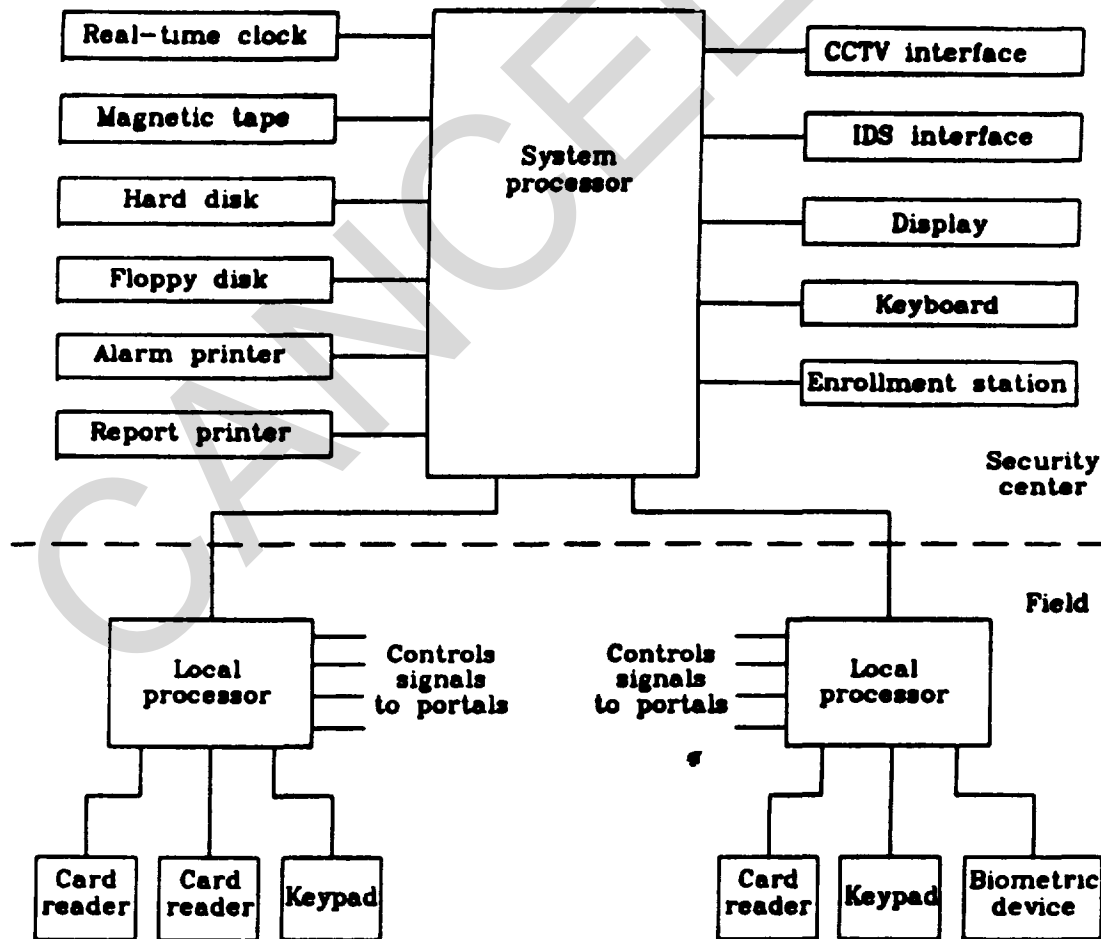 Real-time clock
Magnetic tape
Hard disk
Floppy disk
Alarm printer
Report printer
System
processor
CCTV interface
IDS interface
Display
Keyboard
Enrollment station
Security
center
Field
Local
processor
Controls
signals
to portals
Controls
signals
to portals
Local
processor
Card
reader
Card
reader
Keypad
Card
reader
Keypad
Biometric
device